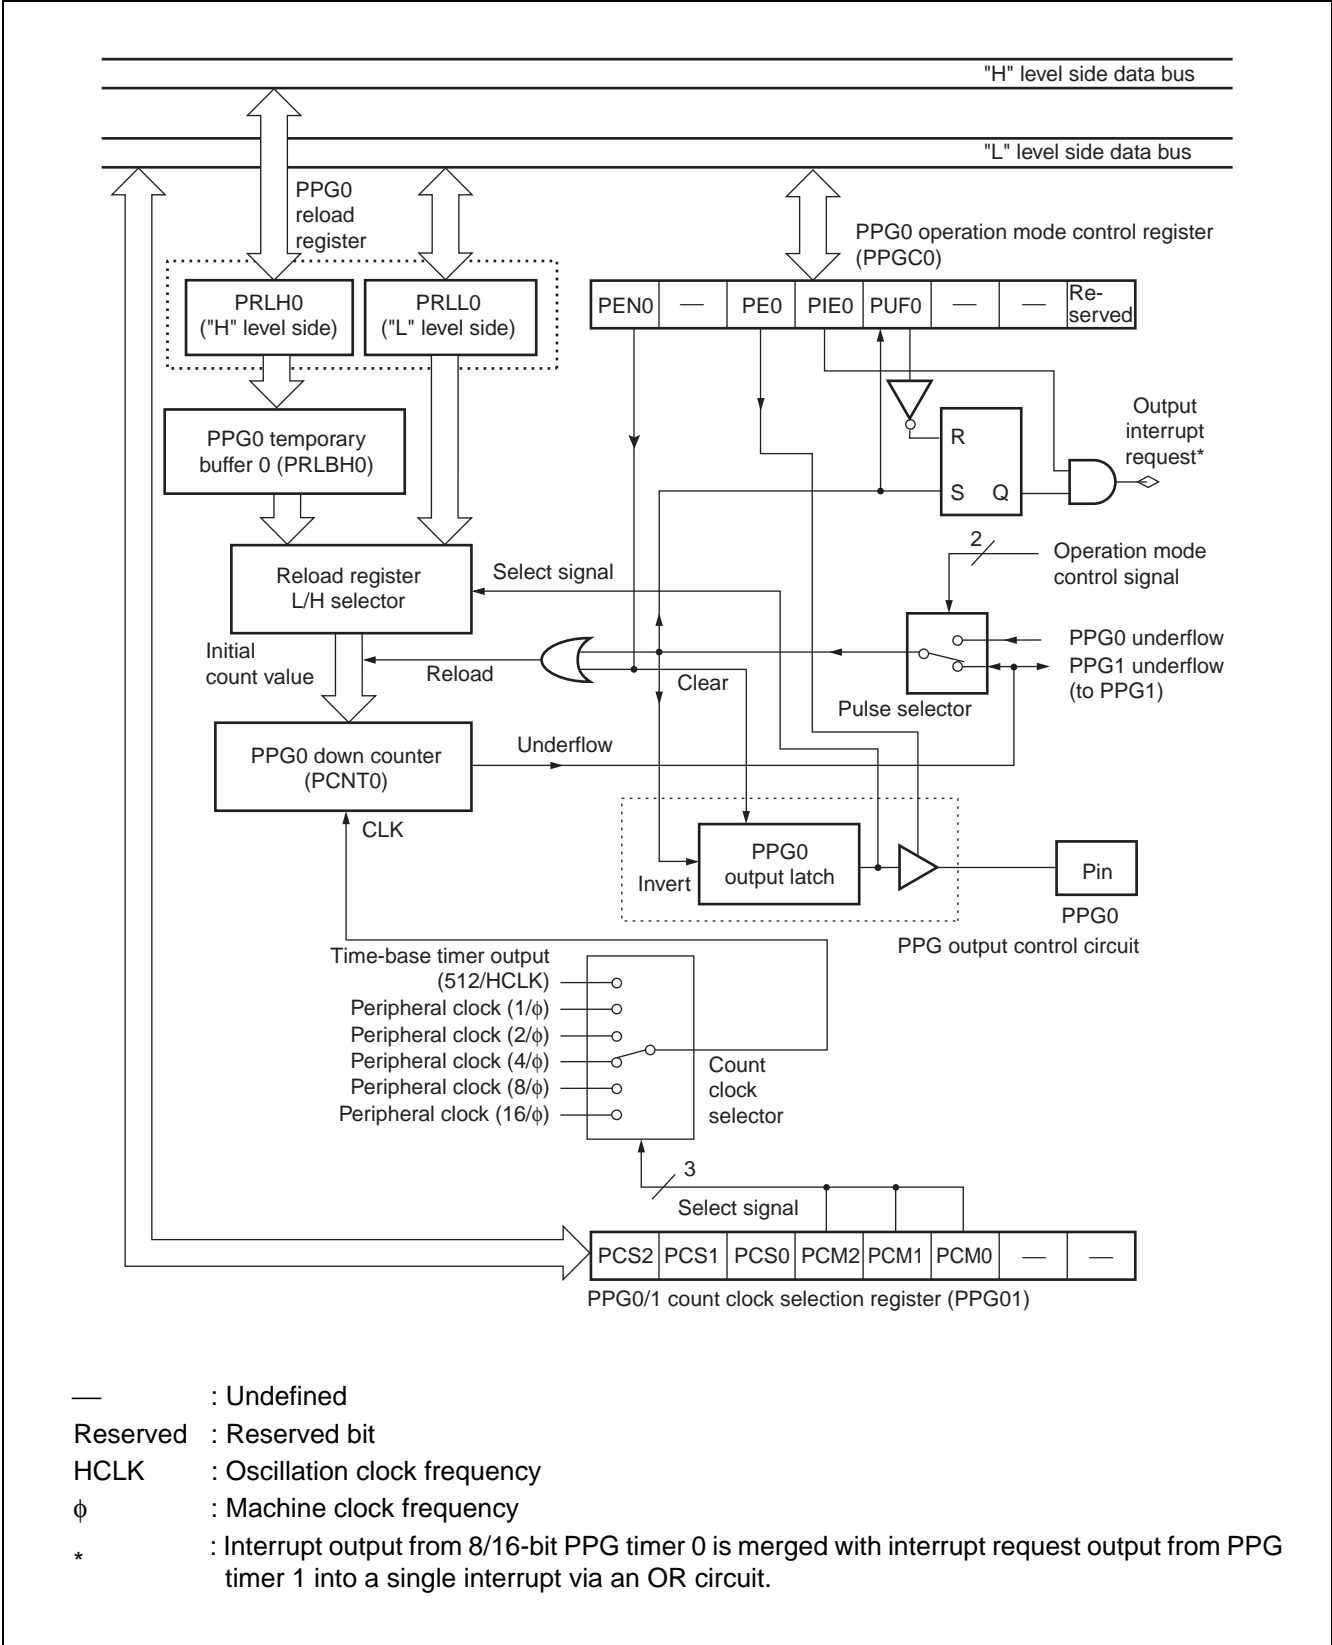 "H" level side data bus
"L" level side data bus
PPG0
reload
register
PPG0 operation mode control register
(PPGC0)
PRLH0
("H" level side)
PRLL0
("L" level side)
PEN0
—
PE0
PIE0
PUF0
—
—
Re-
served
PPG0 temporary
buffer 0 (PRLBH0)
R
S Q
Output
interrupt
request*
2
Operation mode
control signal
Reload register
L/H selector
Select signal
Initial
count value
Reload
Clear
PPG0 underflow
PPG1 underflow
(to PPG1)
Pulse selector
PPG0 down counter
(PCNT0)
Underflow
CLK
PPG0
output latch
Invert
Pin
PPG0
PPG output control circuit
Time-base timer output
(512/HCLK)
Peripheral clock (1/ϕ)
Peripheral clock (2/ϕ)
Peripheral clock (4/ϕ)
Peripheral clock (8/ϕ)
Peripheral clock (16/ϕ)
Count
clock
selector
3
Select signal
PCS2 PCS1 PCS0 PCM2 PCM1 PCM0 — —
PPG0/1 count clock selection register (PPG01)
— : Undefined
Reserved : Reserved bit
HCLK : Oscillation clock frequency
ϕ : Machine clock frequency
* : Interrupt output from 8/16-bit PPG timer 0 is merged with interrupt request output from PPG
timer 1 into a single interrupt via an OR circuit.